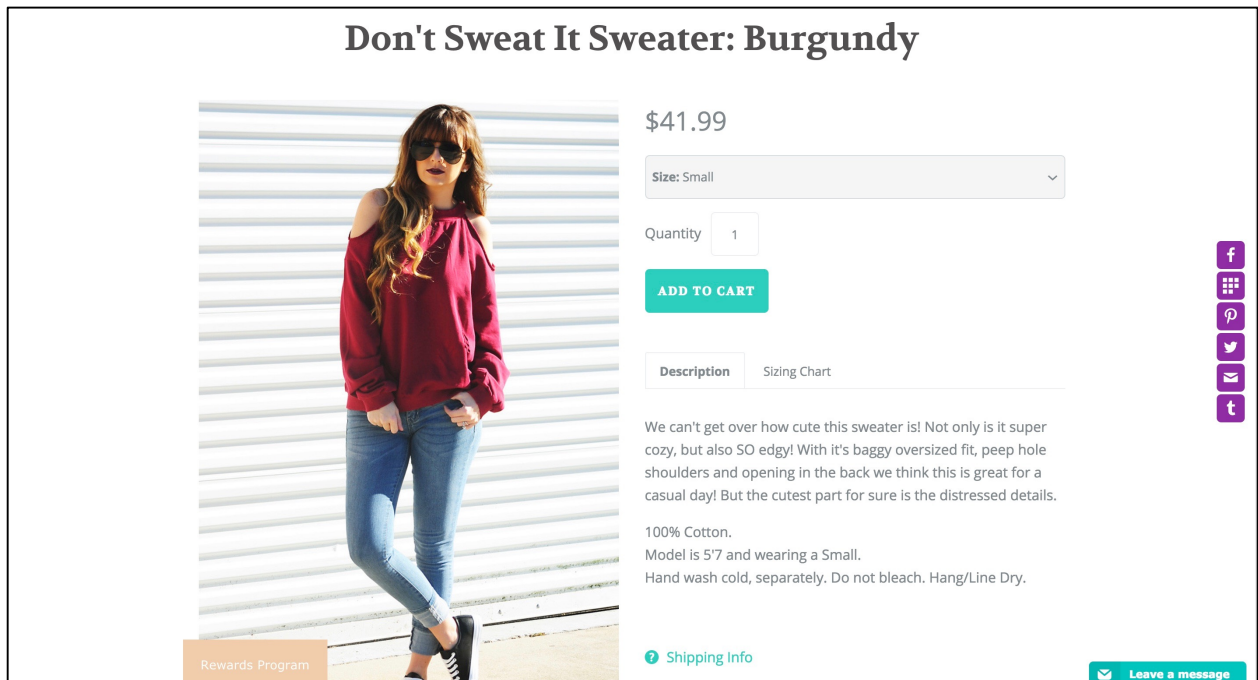 Don't Sweat It Sweater: Burgundy
$41.99
Size: Small
Quantity 1
ADD TO CART
Description Sizing Chart
We can't get over how cute this sweater is! Not only is it super
cozy, but also SO edgy! With it's baggy oversized fit, peep hole
shoulders and opening in the back we think this is great for a
casual day! But the cutest part for sure is the distressed details.
100% Cotton.
Model is 5'7 and wearing a Small.
Hand wash cold, separately. Do not bleach. Hang/Line Dry.
Shipping Info
Rewards Program
Leave a message